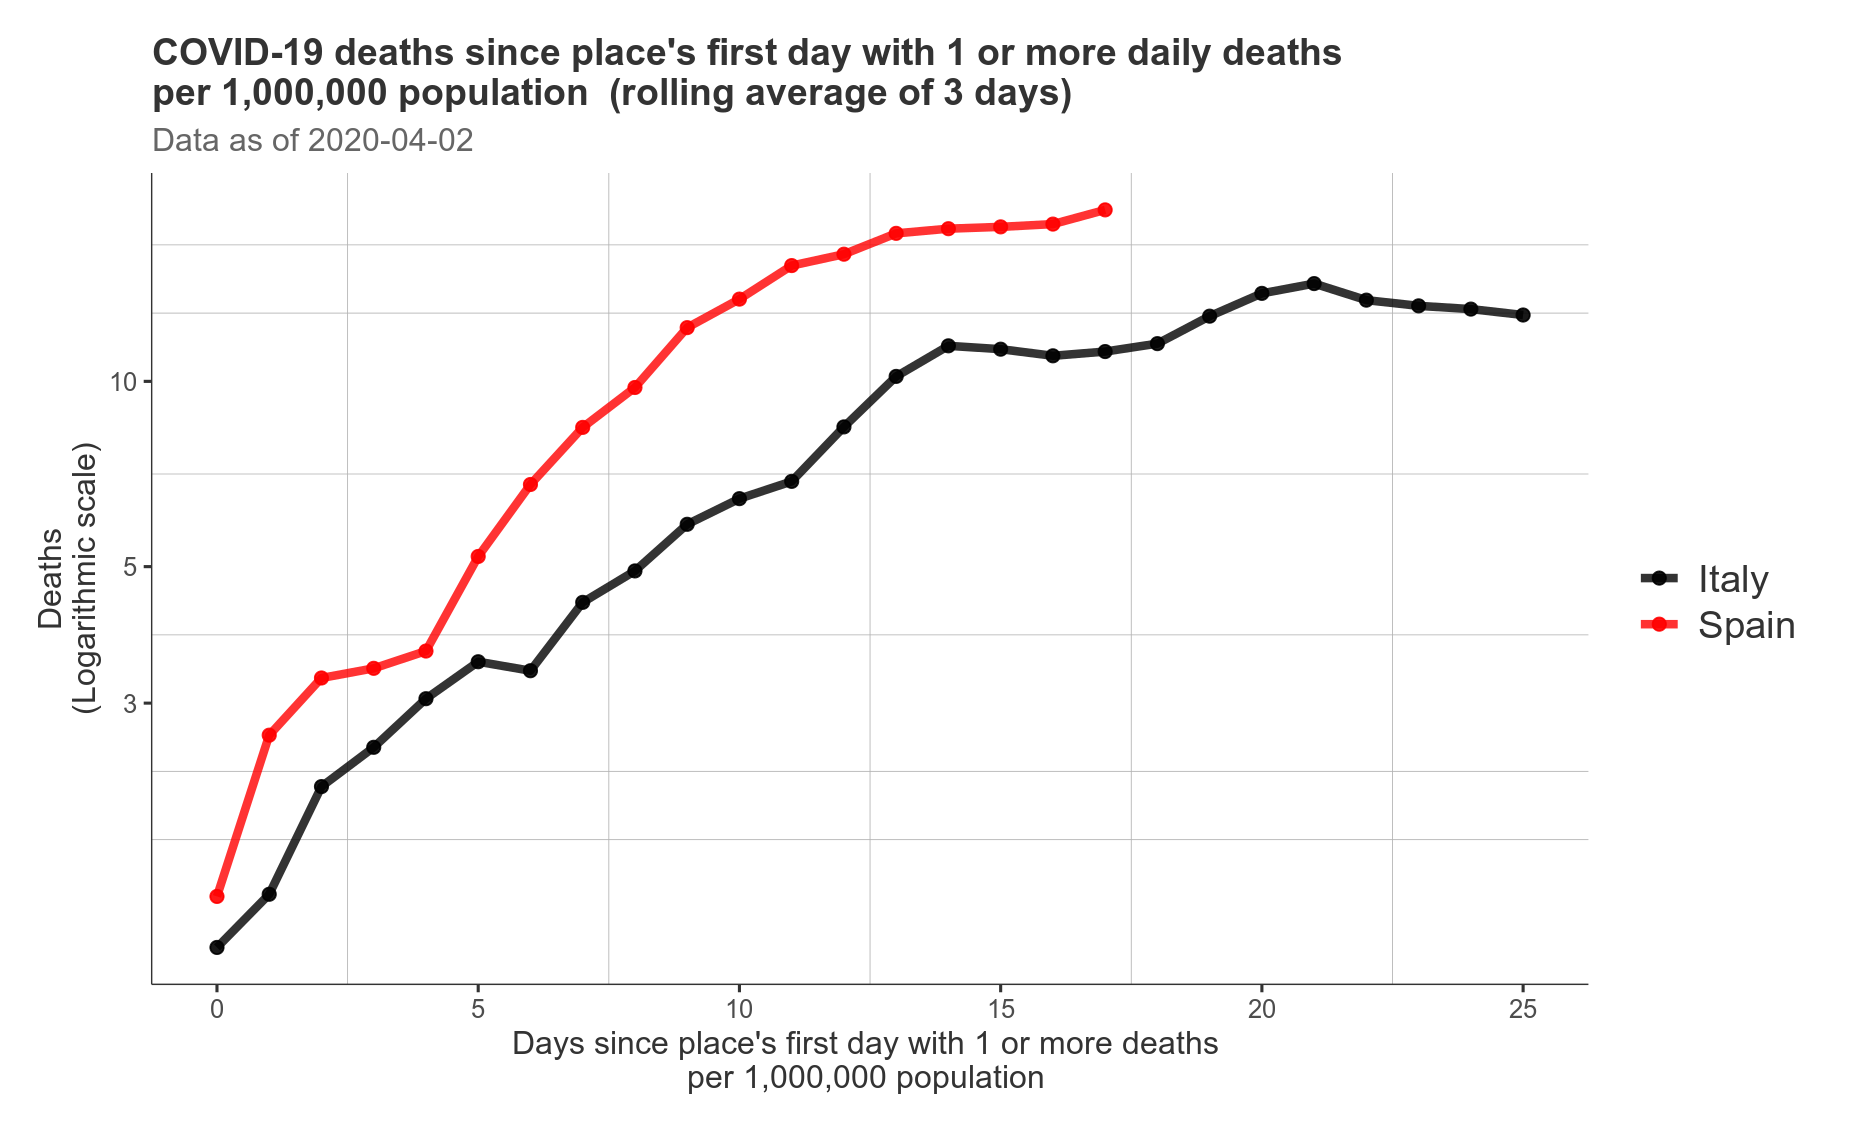 COVID-19 deaths since place's first day with 1 or more daily deaths
per 1,000,000 population  (rolling average of 3 days)
Data as of 2020-04-02
Deaths
(Logarithmic scale)
10
5
3
0
5
10
15
20
25
Days since place's first day with 1 or more deaths
per 1,000,000 population
Italy
Spain